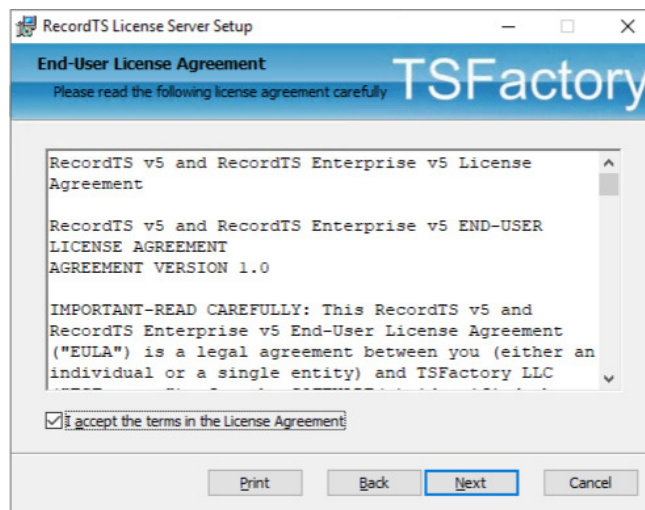 RecordTS License Server Setup
End-User License Agreement
Please read the following license agreement carefully
TSFactory
RecordTS v5 and RecordTS Enterprise v5 License
Agreement
RecordTS v5 and RecordTS Enterprise v5 END-USER
LICENSE AGREEMENT
AGREEMENT VERSION 1.0
IMPORTANT-READ CAREFULLY: This RecordTS v5 and
RecordTS Enterprise v5 End-User License Agreement
("EULA") is a legal agreement between you (either an
individual or a single entity) and TSFactory LLC
I accept the terms in the License Agreement
Print Back Next Cancel